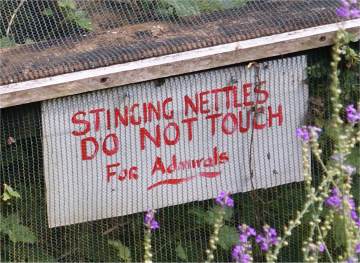 STINGING NETTLES
DO NOT TOUCH
For Admirals